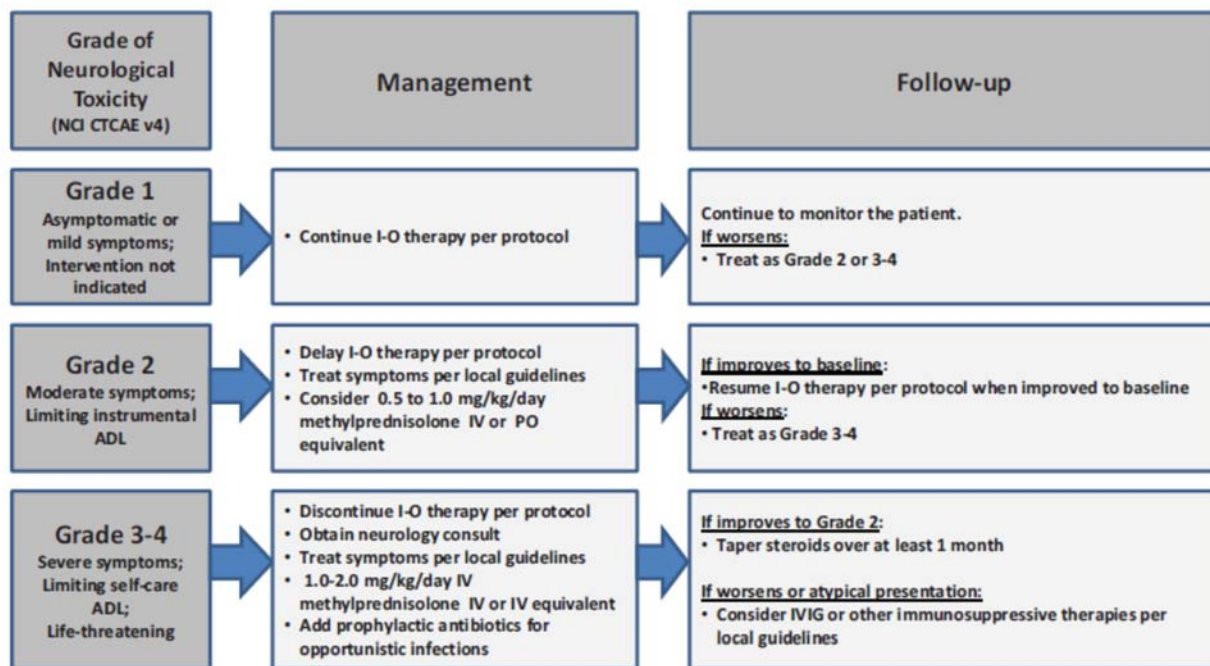 Grade of
Neurological
Toxicity
(NCI CTCAE v4)
Management
Follow-up
Grade 1
Asymptomatic or
mild symptoms;
Intervention not
indicated
• Continue I-O therapy per protocol
Continue to monitor the patient.
If worsens:
• Treat as Grade 2 or 3-4
Grade 2
Moderate symptoms;
Limiting instrumental
ADL
• Delay I-O therapy per protocol
• Treat symptoms per local guidelines
• Consider 0.5 to 1.0 mg/kg/day
methylprednisolone IV or PO
equivalent
If improves to baseline:
•Resume I-O therapy per protocol when improved to baseline
If worsens:
• Treat as Grade 3-4
Grade 3-4
Severe symptoms;
Limiting self-care
ADL;
Life-threatening
• Discontinue I-O therapy per protocol
• Obtain neurology consult
• Treat symptoms per local guidelines
• 1.0-2.0 mg/kg/day IV
methylprednisolone IV or IV equivalent
• Add prophylactic antibiotics for
opportunistic infections
If improves to Grade 2:
• Taper steroids over at least 1 month
If worsens or atypical presentation:
• Consider IVIG or other immunosuppressive therapies per
local guidelines